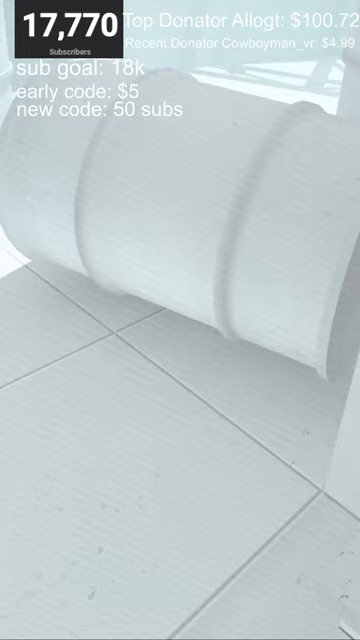 17,770
Subscribers
Top Donator Allogt: $100.72
Recent Donator Cowboyman_vr: $4.99
sub goal: 18k
early code: $5
new code: 50 subs